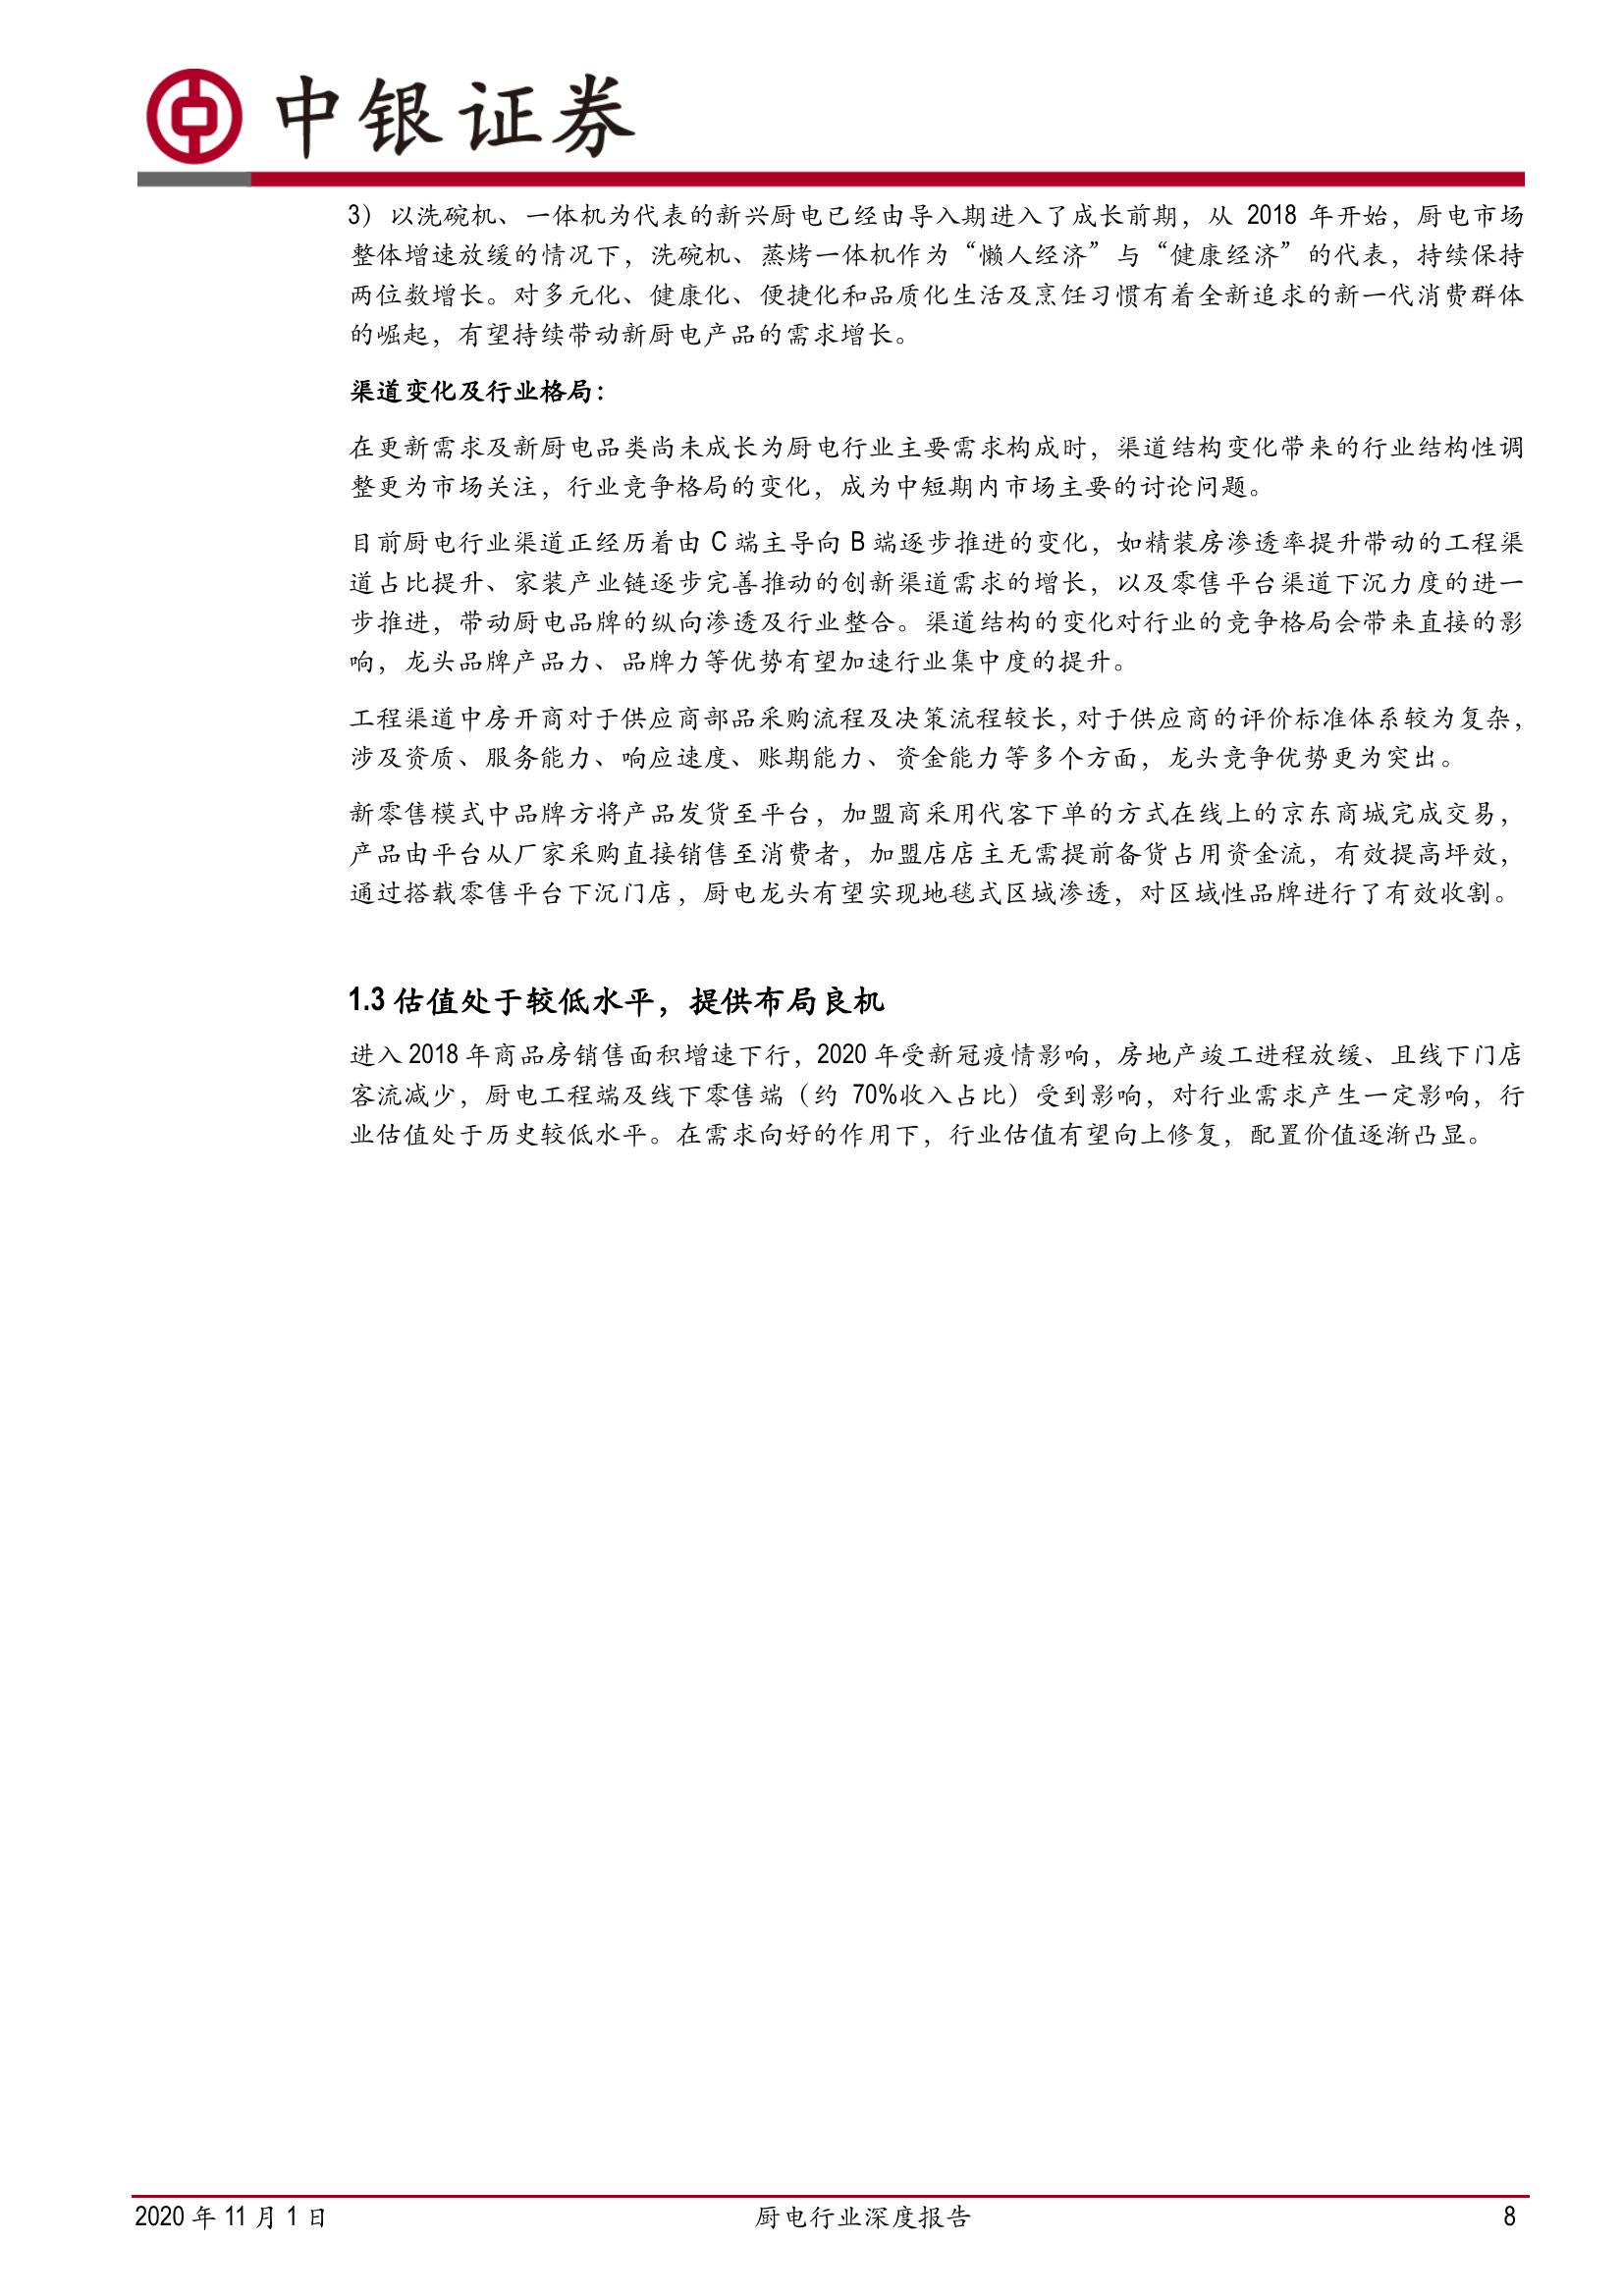 中银证券
3）以洗碗机、一体机为代表的新兴厨电已经由导入期进入了成长前期，从 2018 年开始，厨电市场
整体增速放缓的情况下，洗碗机、蒸烤一体机作为“懒人经济”与“健康经济”的代表，持续保持
两位数增长。对多元化、健康化、便捷化和品质化生活及烹饪习惯有着全新追求的新一代消费群体
的崛起，有望持续带动新厨电产品的需求增长。
渠道变化及行业格局：
在更新需求及新厨电品类尚未成长为厨电行业主要需求构成时，渠道结构变化带来的行业结构性调
整更为市场关注，行业竞争格局的变化，成为中短期内市场主要的讨论问题。
目前厨电行业渠道正经历着由 C 端主导向 B 端逐步推进的变化，如精装房渗透率提升带动的工程渠
道占比提升、家装产业链逐步完善推动的创新渠道需求的增长，以及零售平台渠道下沉力度的进一
步推进，带动厨电品牌的纵向渗透及行业整合。渠道结构的变化对行业的竞争格局会带来直接的影
响，龙头品牌产品力、品牌力等优势有望加速行业集中度的提升。
工程渠道中房开商对于供应商部品采购流程及决策流程较长，对于供应商的评价标准体系较为复杂，
涉及资质、服务能力、响应速度、账期能力、资金能力等多个方面，龙头竞争优势更为突出。
新零售模式中品牌方将产品发货至平台，加盟商采用代客下单的方式在线上的京东商城完成交易，
产品由平台从厂家采购直接销售至消费者，加盟店店主无需提前备货占用资金流，有效提高坪效，
通过搭载零售平台下沉门店，厨电龙头有望实现地毯式区域渗透，对区域性品牌进行了有效收割。
1.3 估值处于较低水平，提供布局良机
进入 2018 年商品房销售面积增速下行，2020 年受新冠疫情影响，房地产竣工进程放缓、且线下门店
客流减少，厨电工程端及线下零售端（约 70%收入占比）受到影响，对行业需求产生一定影响，行
业估值处于历史较低水平。在需求向好的作用下，行业估值有望向上修复，配置价值逐渐凸显。
2020 年 11 月 1 日 厨电行业深度报告 8